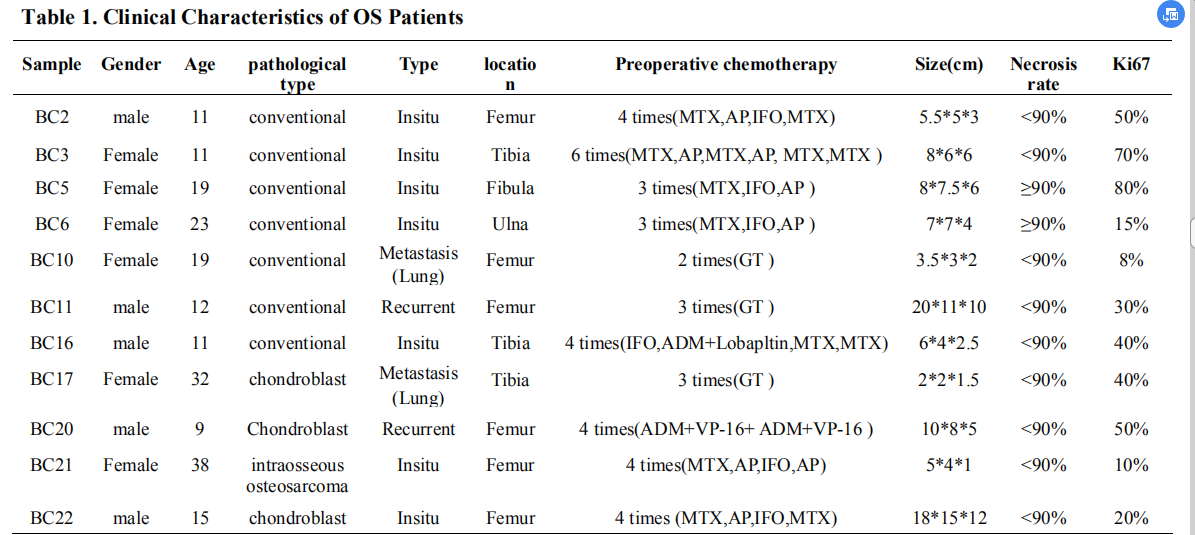 Table 1. Clinical Characteristics of OS Patients
Sample Gender Age pathological type Type locatio n Preoperative chemotherapy Size(cm) Necrosis rate Ki67
BC2 male 11 conventional Insitu Femur 4 times(MTX,AP,IFO,MTX) 5.5*5*3 <90% 50%
BC3 Female 11 conventional Insitu Tibia 6 times(MTX,AP,MTX,AP, MTX,MTX ) 8*6*6 <90% 70%
BC5 Female 19 conventional Insitu Fibula 3 times(MTX,IFO,AP ) 8*7.5*6 ≥90% 80%
BC6 Female 23 conventional Insitu Ulna 3 times(MTX,IFO,AP ) 7*7*4 ≥90% 15%
BC10 Female 19 conventional Metastasis (Lung) Femur 2 times(GT ) 3.5*3*2 <90% 8%
BC11 male 12 conventional Recurrent Femur 3 times(GT ) 20*11*10 <90% 30%
BC16 male 11 conventional Insitu Tibia 4 times(IFO,ADM+Lobapltin,MTX,MTX) 6*4*2.5 <90% 40%
BC17 Female 32 chondroblast Metastasis (Lung) Tibia 3 times(GT ) 2*2*1.5 <90% 40%
BC20 male 9 Chondroblast Recurrent Femur 4 times(ADM+VP-16+ ADM+VP-16 ) 10*8*5 <90% 50%
BC21 Female 38 intraosseous osteosarcoma Insitu Femur 4 times(MTX,AP,IFO,AP) 5*4*1 <90% 10%
BC22 male 15 chondroblast Insitu Femur 4 times (MTX,AP,IFO,MTX) 18*15*12 <90% 20%